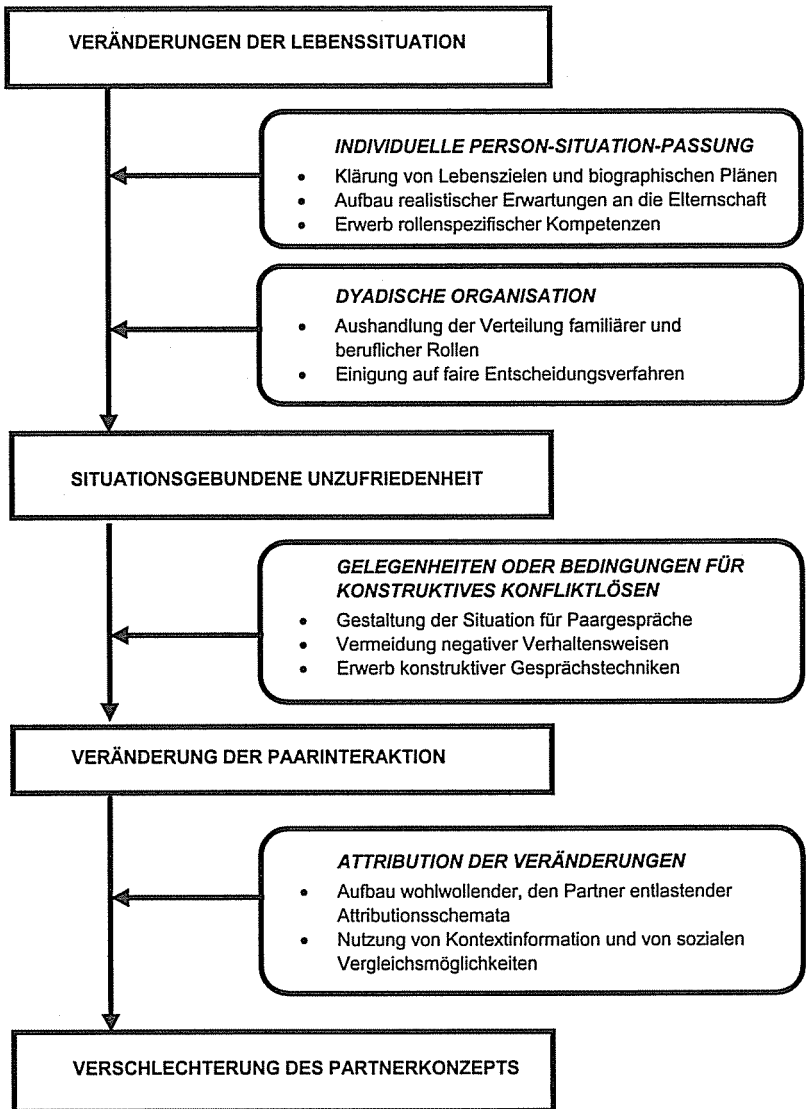 VERÄNDERUNGEN DER LEBENSSITUATION
INDIVIDUELLE PERSON-SITUATION-PASSUNG
• Klärung von Lebenszielen und biographischen Plänen
• Aufbau realistischer Erwartungen an die Elternschaft
• Erwerb rollenspezifischer Kompetenzen
DYADISCHE ORGANISATION
• Aushandlung der Verteilung familiärer und
beruflicher Rollen
• Einigung auf faire Entscheidungsverfahren
SITUATIONSGEBUNDENE UNZUFRIEDENHEIT
GELEGENHEITEN ODER BEDINGUNGEN FÜR
KONSTRUKTIVES KONFLIKTLÖSEN
• Gestaltung der Situation für Paargespräche
• Vermeidung negativer Verhaltensweisen
• Erwerb konstruktiver Gesprächstechniken
VERÄNDERUNG DER PAARINTERAKTION
ATTRIBUTION DER VERÄNDERUNGEN
• Aufbau wohlwollender, den Partner entlastender
Attributionsschemata
• Nutzung von Kontextinformation und von sozialen
Vergleichsmöglichkeiten
VERSCHLECHTERUNG DES PARTNERKONZEPTS